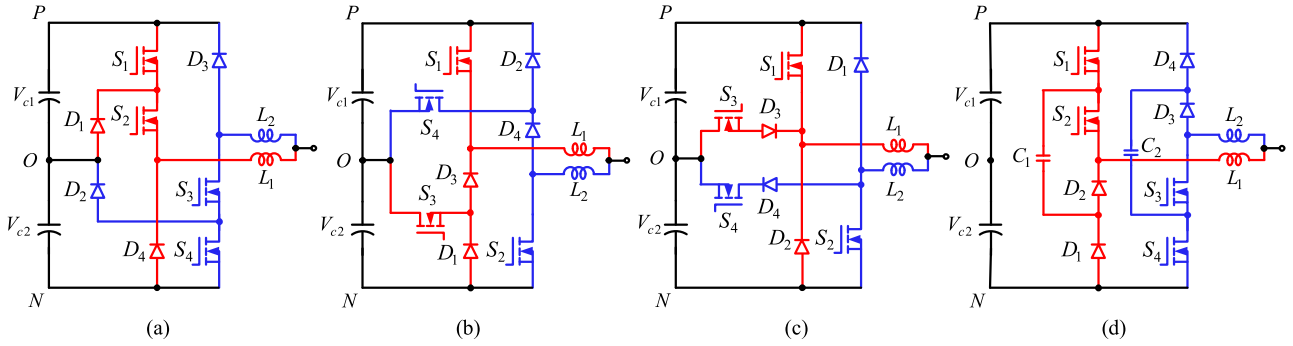 P
S1
D3
Vc1
D1
S2
L2
O
L1
D2
S3
Vc2
D4
S4
N
(a)
P
S1
D2
Vc1
S4
D4
L1
O
D3
L2
S3
Vc2
D1
S2
N
(b)
P
S1
D1
Vc1
S3
D3
L1
O
L2
S4
D4
Vc2
D2
S2
N
(c)
P
S1
D4
Vc1
D3
S2
L2
C1
C2
O
L1
D2
S3
Vc2
D1
S4
N
(d)